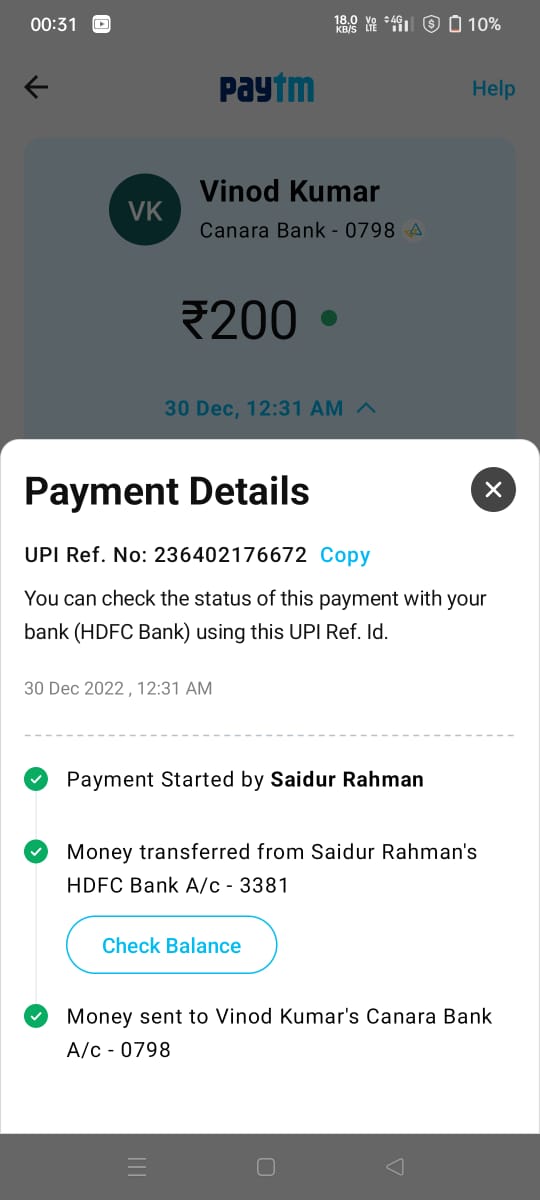 00:31 18.0 KB/S Vo LTE 4G 10%
paytm Help
VK Vinod Kumar
Canara Bank - 0798
₹200
30 Dec, 12:31 AM
Payment Details
UPI Ref. No: 236402176672 Copy
You can check the status of this payment with your
bank (HDFC Bank) using this UPI Ref. Id.
30 Dec 2022 , 12:31 AM
Payment Started by Saidur Rahman
Money transferred from Saidur Rahman's
HDFC Bank A/c - 3381
Check Balance
Money sent to Vinod Kumar's Canara Bank
A/c - 0798